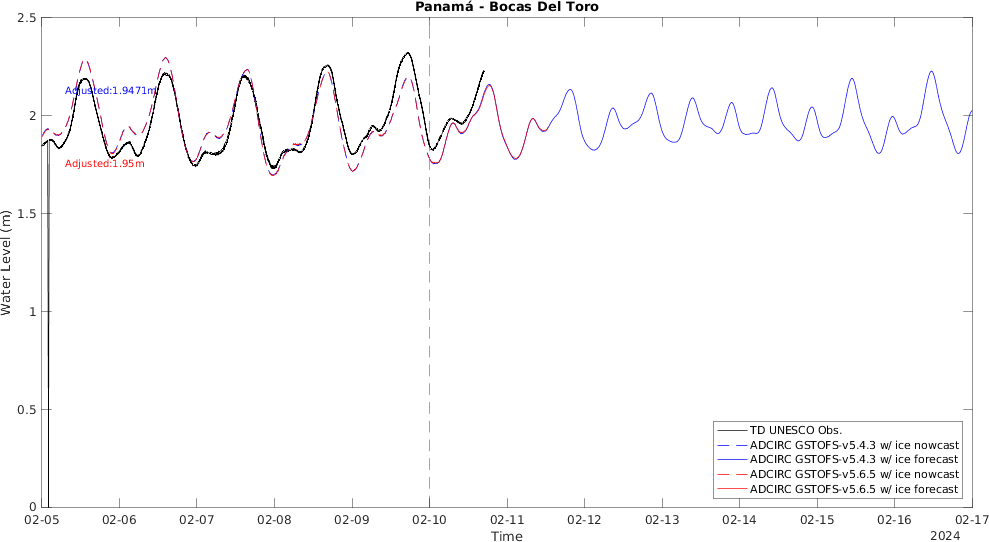 Panamá - Bocas Del Toro
2.5
2
1.5
1
0.5
0
Water Level (m)
Adjusted:1.9471m
Adjusted:1.95m
TD UNESCO Obs.
ADCIRC GSTOFS-v5.4.3 w/ ice nowcast
ADCIRC GSTOFS-v5.4.3 w/ ice forecast
ADCIRC GSTOFS-v5.6.5 w/ ice nowcast
ADCIRC GSTOFS-v5.6.5 w/ ice forecast
02-05 02-06 02-07 02-08 02-09 02-10 02-11 02-12 02-13 02-14 02-15 02-16 02-17
Time
2024